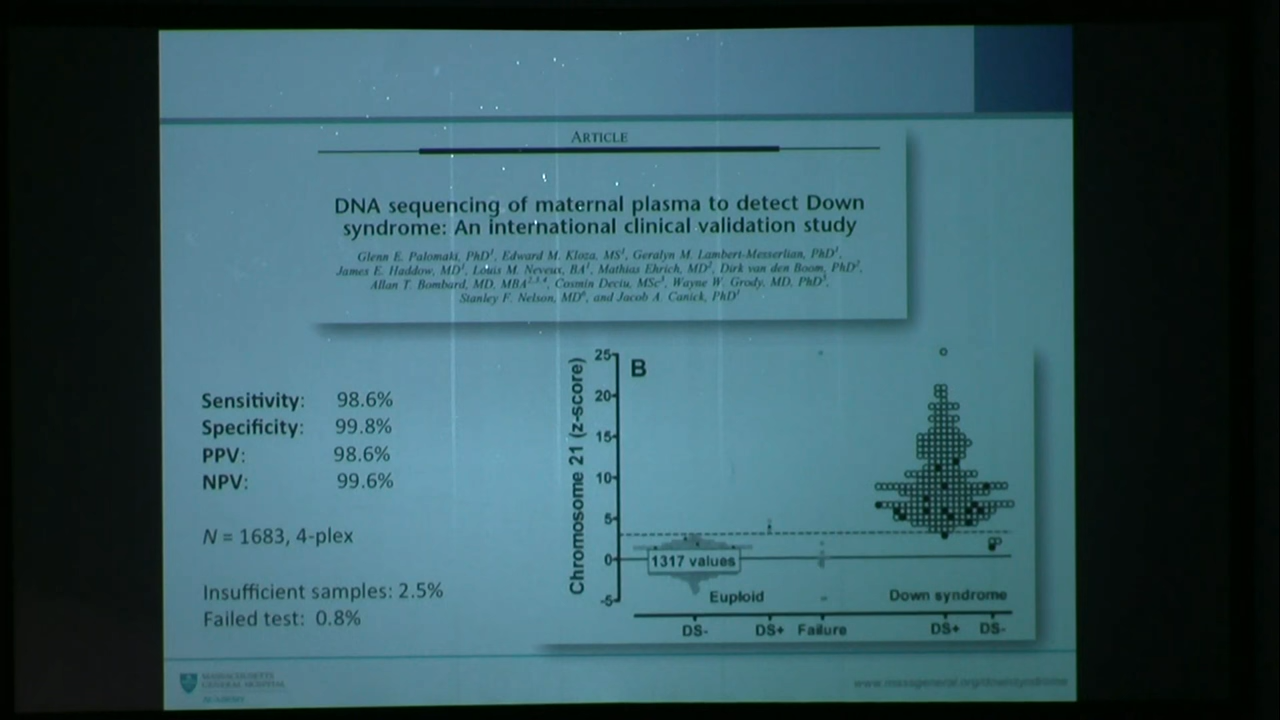 ARTICLE
DNA sequencing of maternal plasma to detect Down
syndrome: An international clinical validation study
Glenn E. Palomaki, PhD1, Edward M. Kloza, MS1, Geralyn M. Lambert-Messerlian, PhD1,
James E. Haddow, MD1, Louis M. Neveux, BA1, Mathias Ehrich, MD2, Dirk van den Boom, PhD2,
Allan T. Bombard, MD, MBA2,3,4, Cosmin Deciu, MSc3, Wayne W. Grody, MD, PhD5,
Stanley F. Nelson, MD6, and Jacob A. Canick, PhD1
Sensitivity: 98.6%
Specificity: 99.8%
PPV: 98.6%
NPV: 99.6%
N = 1683, 4-plex
Insufficient samples: 2.5%
Failed test: 0.8%
B
Chromosome 21 (z-score)
25
20
15
10
5
0
-5
1317 values
Euploid Down syndrome
DS- DS+ Failure DS+ DS-
MASSACHUSETTS
GENERAL HOSPITAL
ACADEMY
www.massgeneral.org/downsyndrome